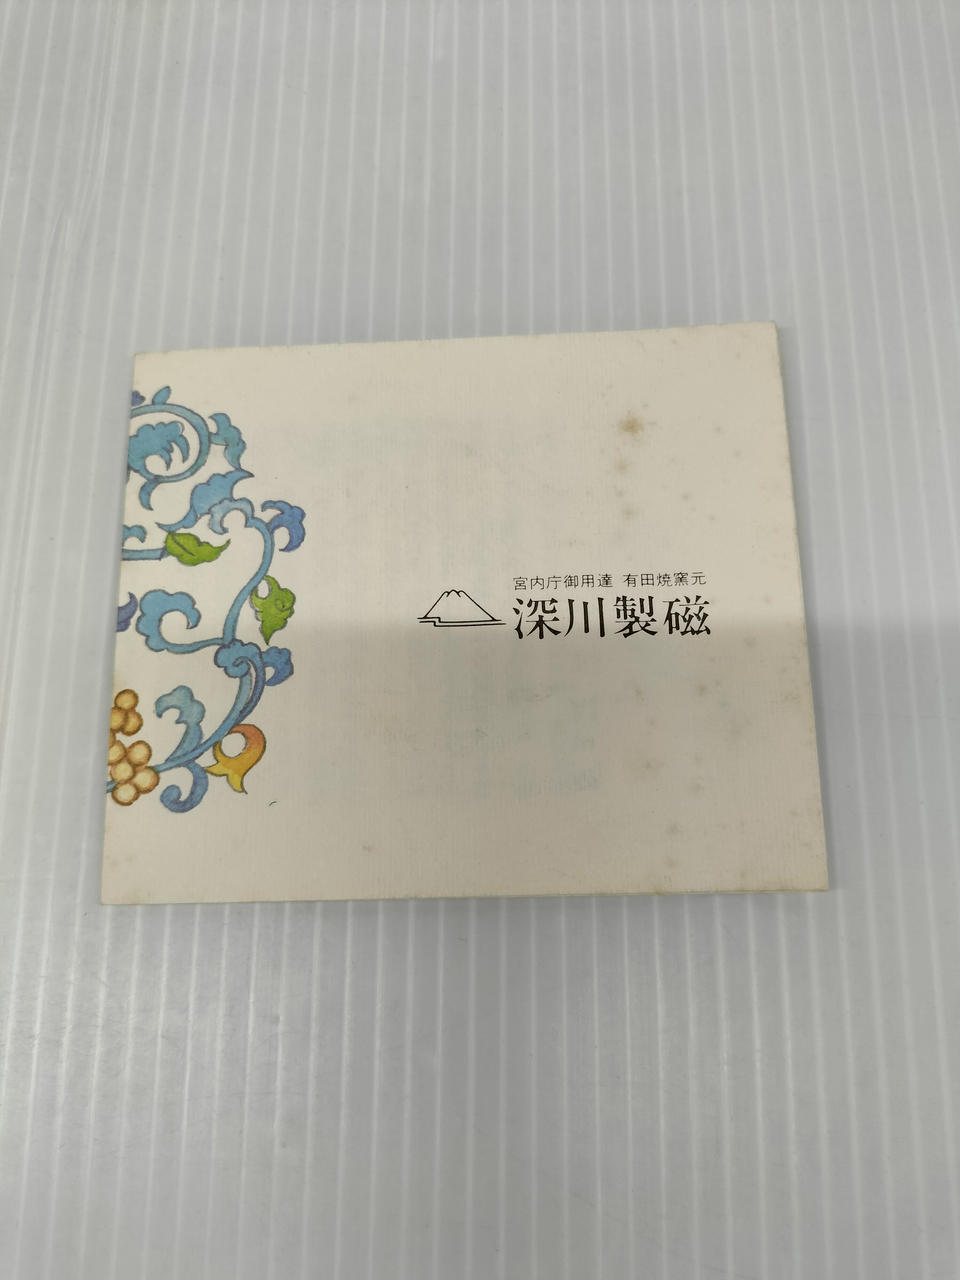 宮内庁御用達 有田焼窯元
深川製磁